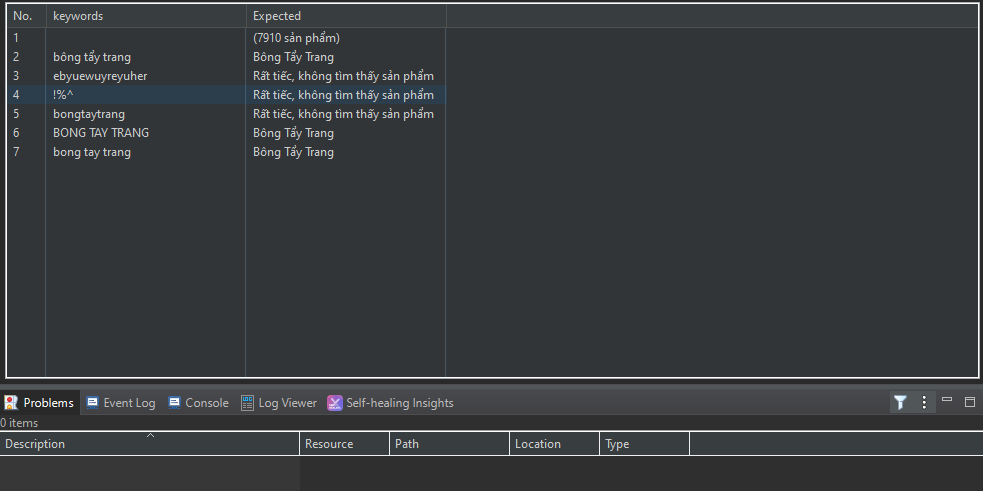 No. keywords Expected
1 (7910 sản phẩm)
2 bông tẩy trang Bông Tẩy Trang
3 ebyuewuyreyuher Rất tiếc, không tìm thấy sản phẩm
4 !%^ Rất tiếc, không tìm thấy sản phẩm
5 bongtaytrang Rất tiếc, không tìm thấy sản phẩm
6 BONG TAY TRANG Bông Tẩy Trang
7 bong tay trang Bông Tẩy Trang
Problems Event Log Console Log Viewer Self-healing Insights
0 items
Description Resource Path Location Type